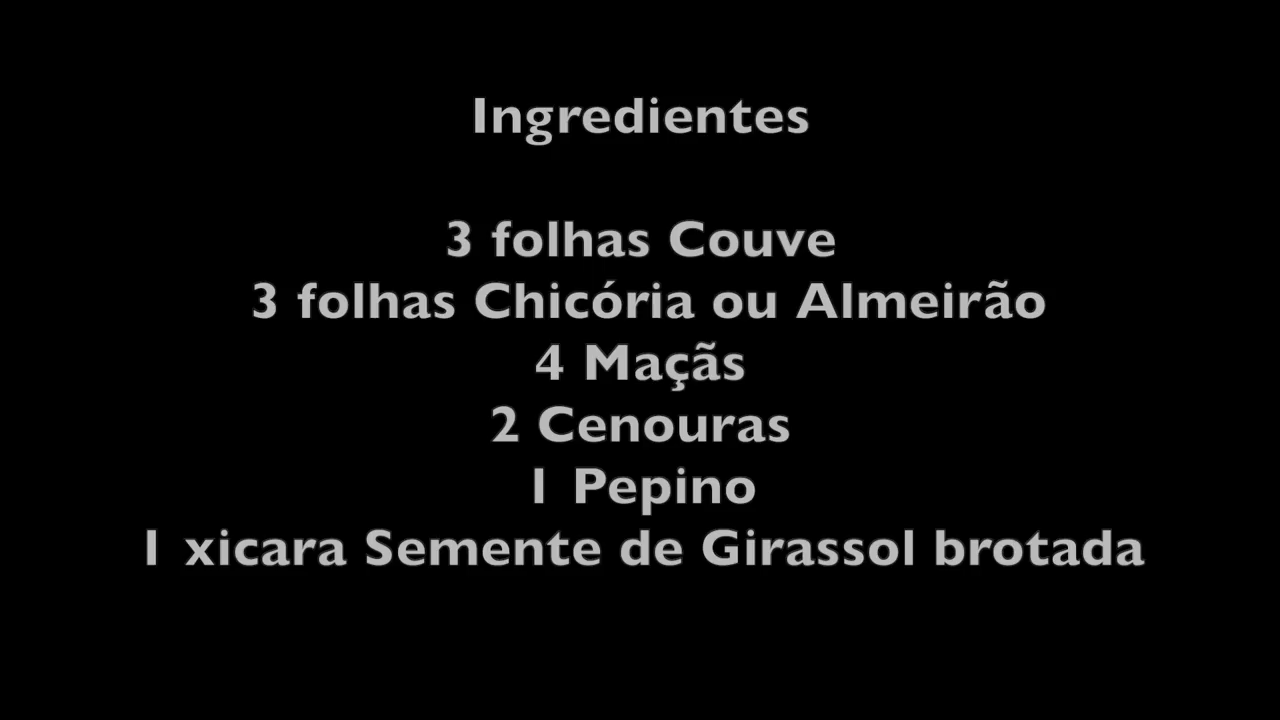 Ingredientes
3 folhas Couve
3 folhas Chicória ou Almeirão
4 Maçãs
2 Cenouras
1 Pepino
1 xicara Semente de Girassol brotada